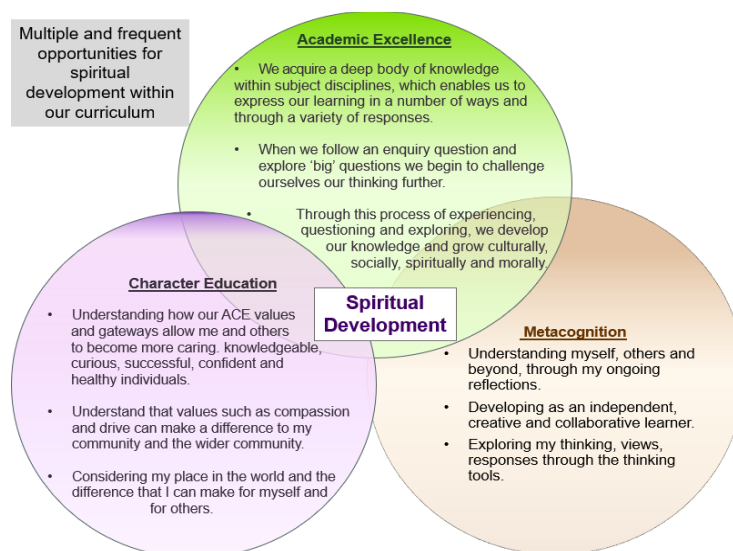 Multiple and frequent
opportunities for
spiritual
development within
our curriculum
Academic Excellence
• We acquire a deep body of knowledge
within subject disciplines, which enables us to
express our learning in a number of ways and
through a variety of responses.
• When we follow an enquiry question and
explore ‘big’ questions we begin to challenge
ourselves our thinking further.
• Through this process of experiencing,
questioning and exploring, we develop
our knowledge and grow culturally,
socially, spiritually and morally.
Spiritual
Development
Character Education
• Understanding how our ACE values
and gateways allow me and others
to become more caring. knowledgeable,
curious, successful, confident and
healthy individuals.
• Understand that values such as compassion
and drive can make a difference to my
community and the wider community.
• Considering my place in the world and the
difference that I can make for myself and
for others.
Metacognition
• Understanding myself, others and
beyond, through my ongoing
reflections.
• Developing as an independent,
creative and collaborative learner.
• Exploring my thinking, views,
responses through the thinking
tools.